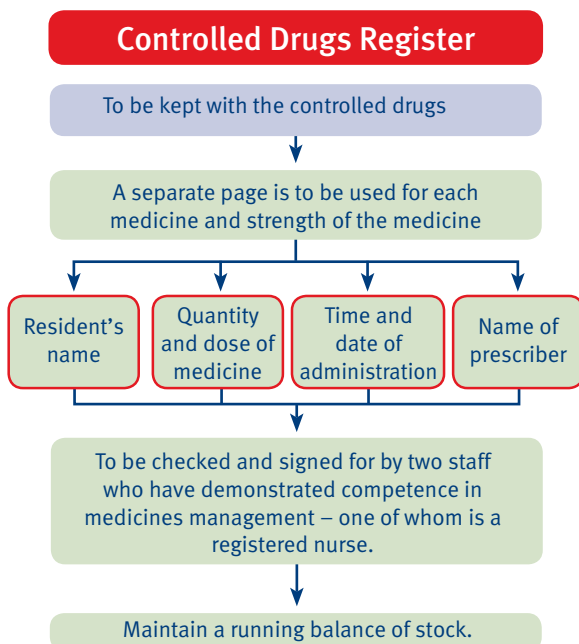 Controlled Drugs Register
To be kept with the controlled drugs
A separate page is to be used for each
medicine and strength of the medicine
Resident's
name
Quantity
and dose of
medicine
Time and
date of
administration
Name of
prescriber
To be checked and signed for by two staff
who have demonstrated competence in
medicines management – one of whom is a
registered nurse.
Maintain a running balance of stock.